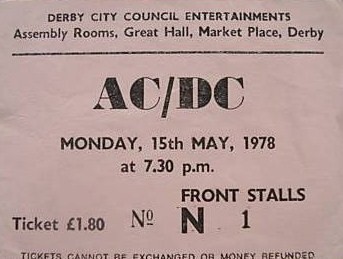 DERBY CITY COUNCIL ENTERTAINMENTS
Assembly Rooms, Great Hall, Market Place, Derby
AC/DC
MONDAY, 15th MAY, 1978
at 7.30 p.m.
FRONT STALLS
Ticket £1.80 No N 1
TICKETS CANNOT BE EXCHANGED OR MONEY REFUNDED